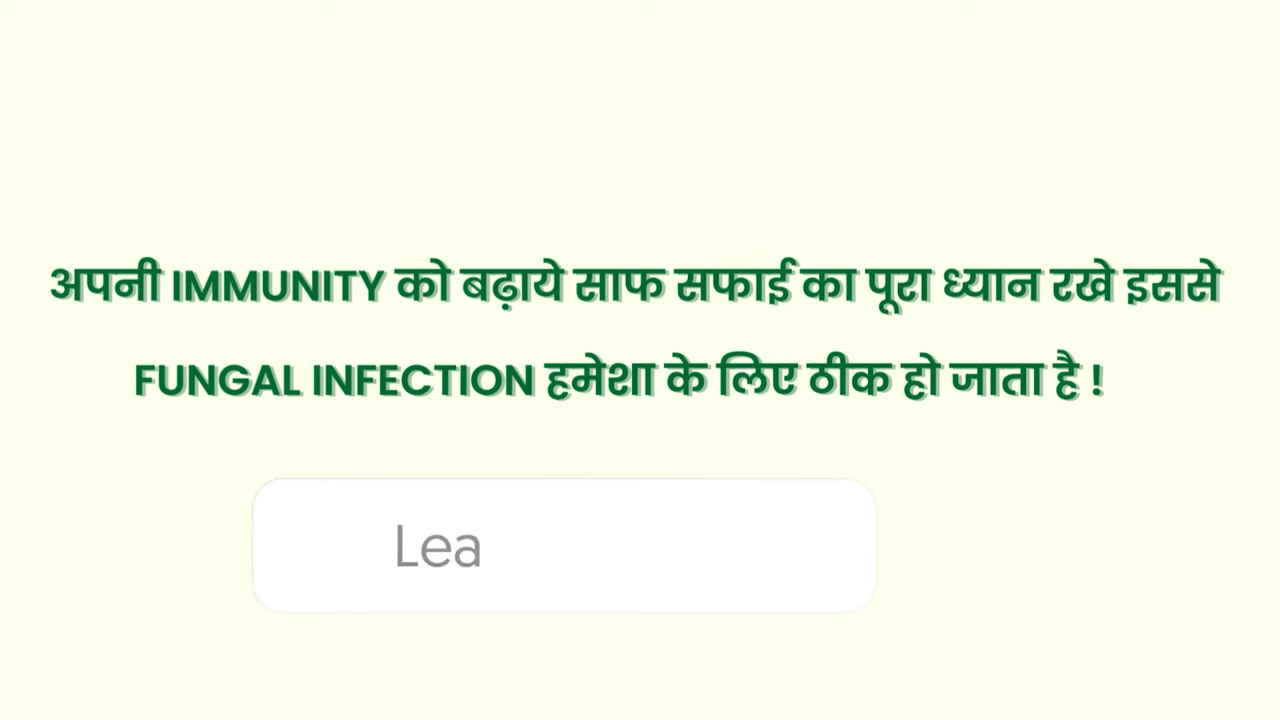 अपनी IMMUNITY को बढ़ाये साफ सफाई का पूरा ध्यान रखे इससे
FUNGAL INFECTION हमेशा के लिए ठीक हो जाता है !
Lea